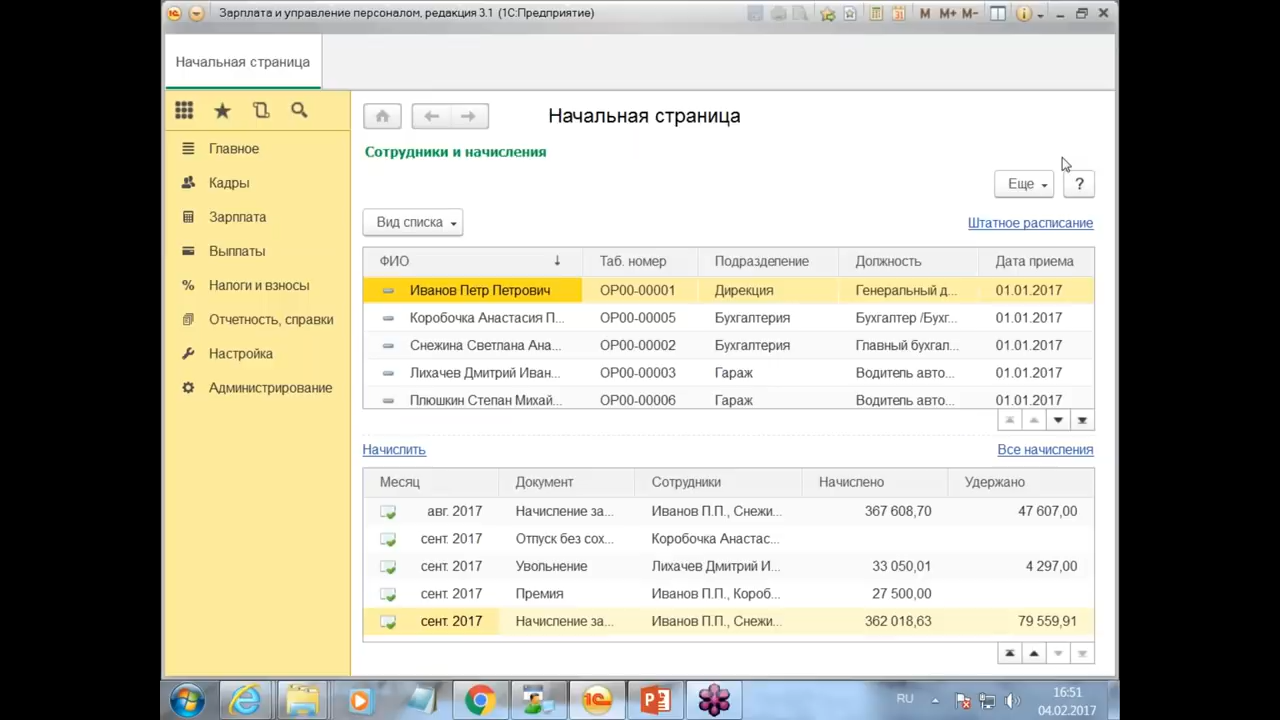 Зарплата и управление персоналом, редакция 3.1 (1С:Предприятие)
M M+ M-
Начальная страница
Начальная страница
Сотрудники и начисления
Главное
Кадры
Зарплата
Выплаты
Налоги и взносы
Отчетность, справки
Настройка
Администрирование
Еще ?
Вид списка Штатное расписание
ФИО Таб. номер Подразделение Должность Дата приема
Иванов Петр Петрович ОР00-00001 Дирекция Генеральный д... 01.01.2017
Коробочка Анастасия П... ОР00-00005 Бухгалтерия Бухгалтер /Бухг... 01.01.2017
Снежина Светлана Ана... ОР00-00002 Бухгалтерия Главный бухгал... 01.01.2017
Лихачев Дмитрий Иван... ОР00-00003 Гараж Водитель авто... 01.01.2017
Плюшкин Степан Михай... ОР00-00006 Гараж Водитель авто... 01.01.2017
Начислить Все начисления
Месяц Документ Сотрудники Начислено Удержано
авг. 2017 Начисление за... Иванов П.П., Снежи... 367 608,70 47 607,00
сент. 2017 Отпуск без сох... Коробочка Анастас...
сент. 2017 Увольнение Лихачев Дмитрий И... 33 050,01 4 297,00
сент. 2017 Премия Иванов П.П., Короб... 27 500,00
сент. 2017 Начисление за... Иванов П.П., Снежи... 362 018,63 79 559,91
RU 16:51
04.02.2017